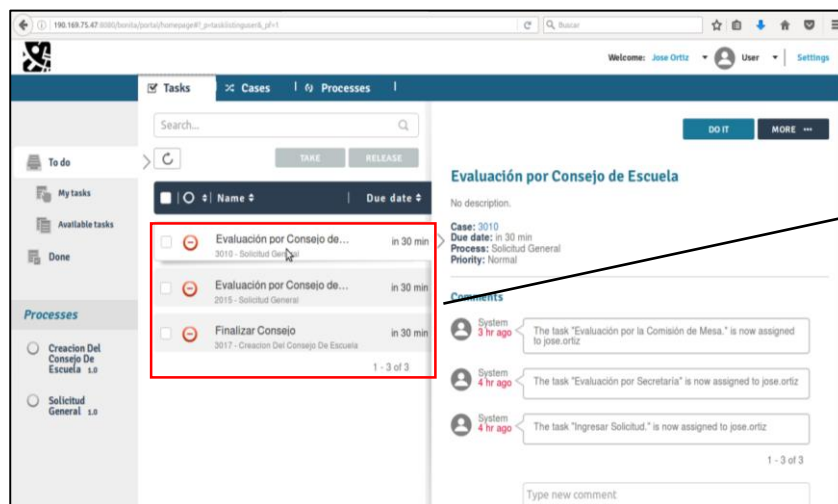 190.169.75.47:8080/bonita/portal/homepage#?_p=tasklistinguser&_pf=1
Buscar
Welcome: Jose Ortiz
User
Settings
Tasks
Cases
Processes
Search...
DO IT
MORE ...
To do
TAKE
RELEASE
My tasks
Available tasks
Done
Name
Due date
Evaluación por Consejo de...
in 30 min
3010 - Solicitud General
Evaluación por Consejo de...
in 30 min
2015 - Solicitud General
Finalizar Consejo
in 30 min
3017 - Creacion Del Consejo De Escuela
1 - 3 of 3
Processes
Creacion Del
Consejo De
Escuela 1.0
Solicitud
General 1.0
Evaluación por Consejo de Escuela
No description.
Case: 3010
Due date: in 30 min
Process: Solicitud General
Priority: Normal
Comments
System
3 hr ago
The task "Evaluación por la Comisión de Mesa." is now assigned
to jose.ortiz
System
4 hr ago
The task "Evaluación por Secretaría" is now assigned to jose.ortiz
System
4 hr ago
The task "Ingresar Solicitud." is now assigned to jose.ortiz
1 - 3 of 3
Type new comment